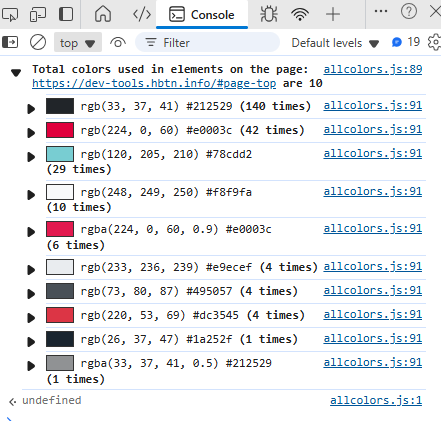 Console
top
Filter
Default levels
19
Total colors used in elements on the page: allcolors.js:89
https://dev-tools.hbtn.info/#page-top are 10
rgb(33, 37, 41) #212529 (140 times) allcolors.js:91
rgb(224, 0, 60) #e0003c (42 times) allcolors.js:91
rgb(120, 205, 210) #78cdd2 allcolors.js:91
(29 times)
rgb(248, 249, 250) #f8f9fa allcolors.js:91
(10 times)
rgba(224, 0, 60, 0.9) #e0003c allcolors.js:91
(6 times)
rgb(233, 236, 239) #e9ecef (4 times) allcolors.js:91
rgb(73, 80, 87) #495057 (4 times) allcolors.js:91
rgb(220, 53, 69) #dc3545 (4 times) allcolors.js:91
rgb(26, 37, 47) #1a252f (1 times) allcolors.js:91
rgba(33, 37, 41, 0.5) #212529 allcolors.js:91
(1 times)
undefined allcolors.js:1